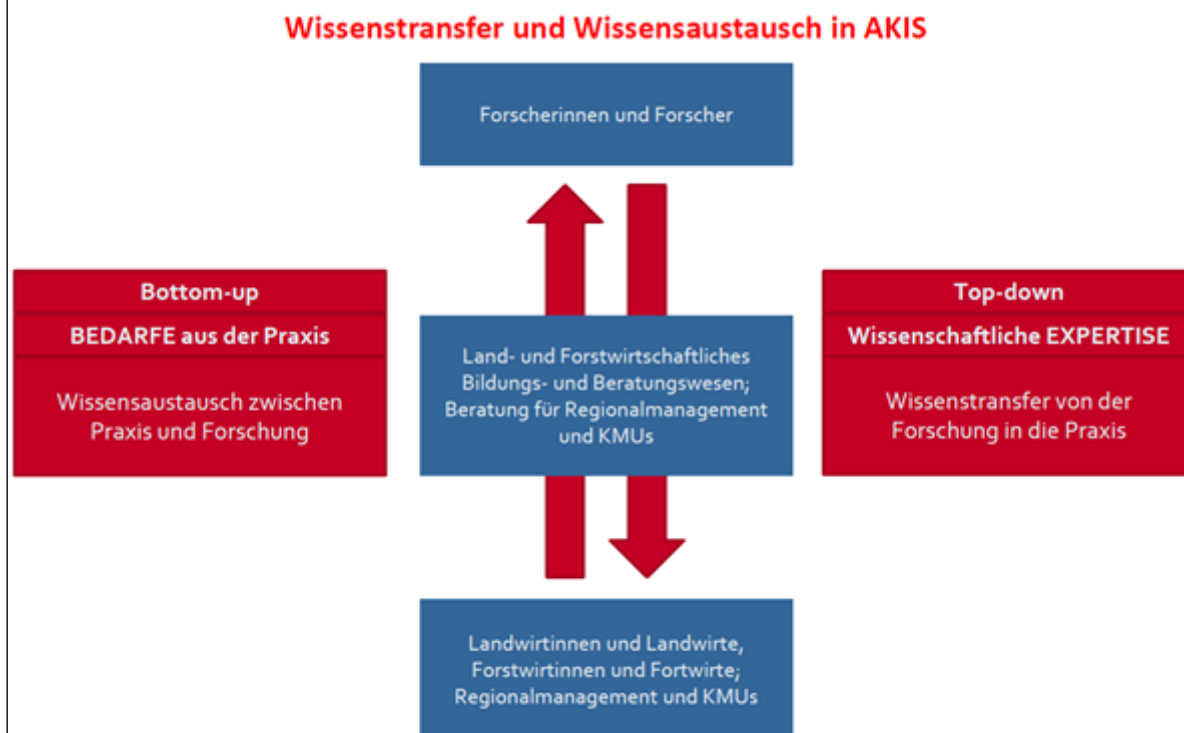 Wissenstransfer und Wissensaustausch in AKIS
Forscherinnen und Forscher
Bottom-up
BEDARFE aus der Praxis
Wissensaustausch zwischen
Praxis und Forschung
Land- und Forstwirtschaftliches
Bildungs- und Beratungswesen;
Beratung für Regionalmanagement
und KMUs
Top-down
Wissenschaftliche EXPERTISE
Wissenstransfer von der
Forschung in die Praxis
Landwirtinnen und Landwirte,
Forstwirtinnen und Fortwirte;
Regionalmanagement und KMUs